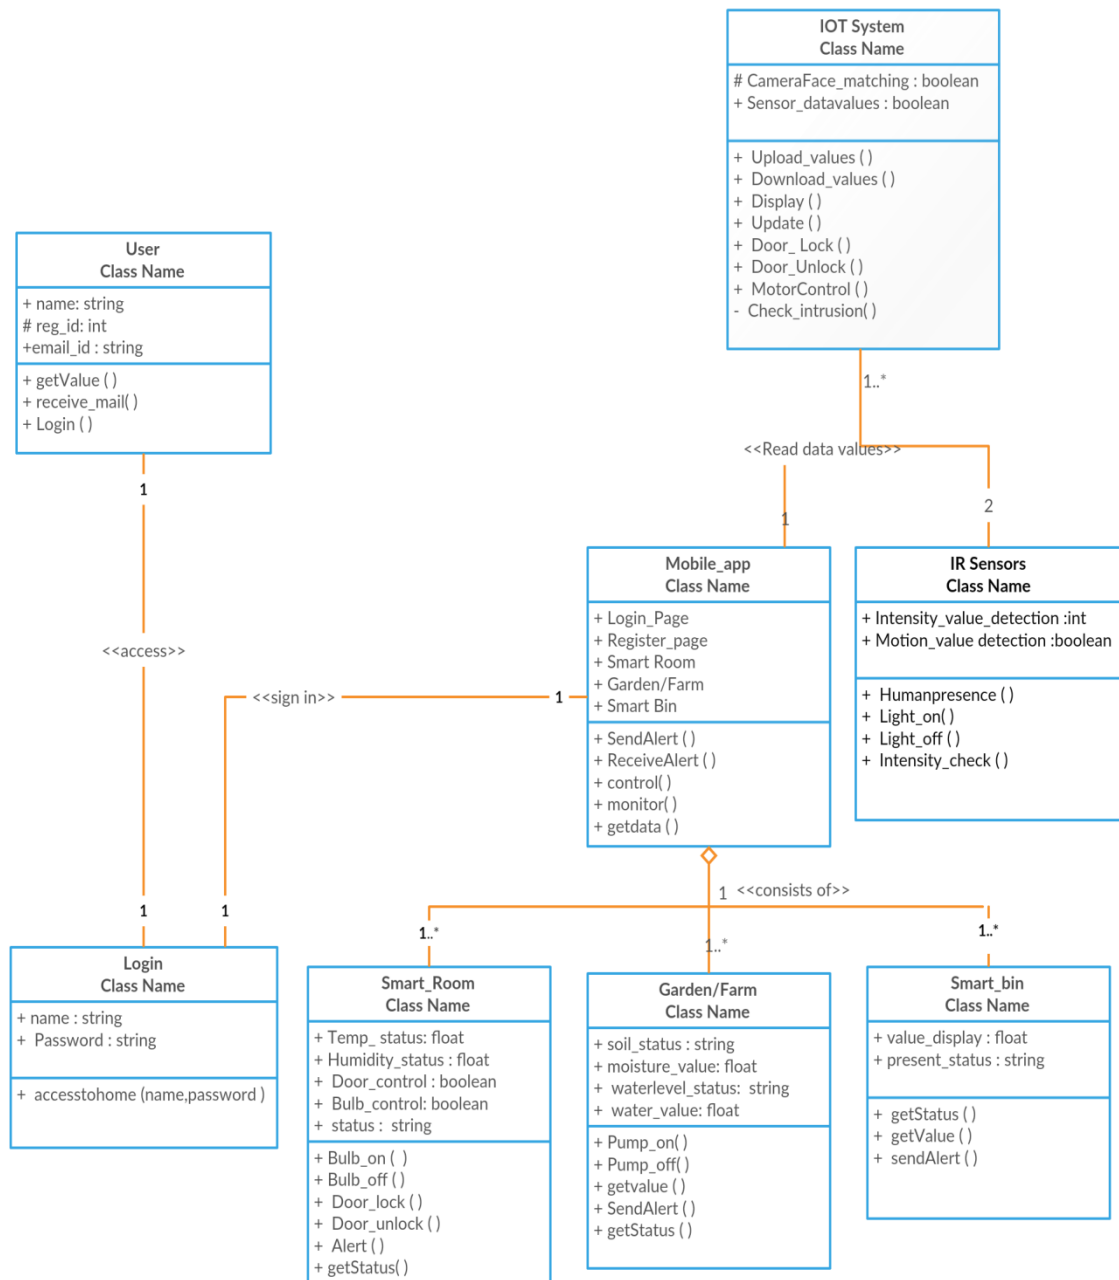 IOT System
Class Name
# CameraFace_matching : boolean
+ Sensor_datavalues : boolean
+ Upload_values ( )
+ Download_values ( )
+ Display ( )
+ Update ( )
+ Door_ Lock ( )
+ Door_Unlock ( )
+ MotorControl ( )
- Check_intrusion( )
User
Class Name
+ name: string
# reg_id: int
+email_id : string
+ getValue ( )
+ receive_mail( )
+ Login ( )
1..*
<<Read data values>>
1
2
1
<<access>>
1
Mobile_app
Class Name
+ Login_Page
+ Register_page
+ Smart Room
+ Garden/Farm
+ Smart Bin
+ SendAlert ( )
+ ReceiveAlert ( )
+ control()
+ monitor()
+ getdata ( )
IR Sensors
Class Name
+ Intensity_value_detection :int
+ Motion_value detection :boolean
+ Humanpresence ( )
+ Light_on( )
+ Light_off ( )
+ Intensity_check ( )
<<sign in>>
1
1
1
<<consists of>>
1..*
1..*
1..*
Login
Class Name
+ name : string
+ Password : string
+ accesstohome (name,password )
Smart_Room
Class Name
+ Temp_ status: float
+ Humidity_status : float
+ Door_control : boolean
+ Bulb_control: boolean
+ status : string
+ Bulb_on ( )
+ Bulb_off ( )
+ Door_lock ( )
+ Door_unlock ( )
+ Alert ( )
+ getStatus( )
Garden/Farm
Class Name
+ soil_status : string
+ moisture_value: float
+ waterlevel_status: string
+ water_value: float
+ Pump_on( )
+ Pump_off( )
+ getvalue ( )
+ SendAlert ( )
+ getStatus ( )
Smart_bin
Class Name
+ value_display : float
+ present_status : string
+ getStatus ( )
+ getValue ( )
+ sendAlert ( )